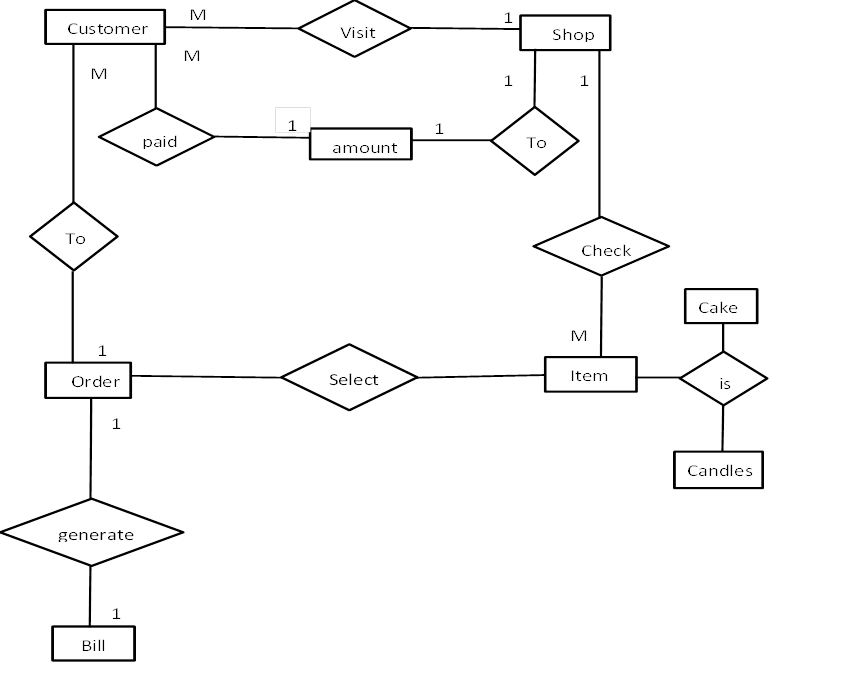 Customer
M
Visit
1
Shop
M
M
1
1
paid
1
amount
1
To
To
Check
Cake
M
1
Order
Select
Item
is
1
Candles
generate
1
Bill